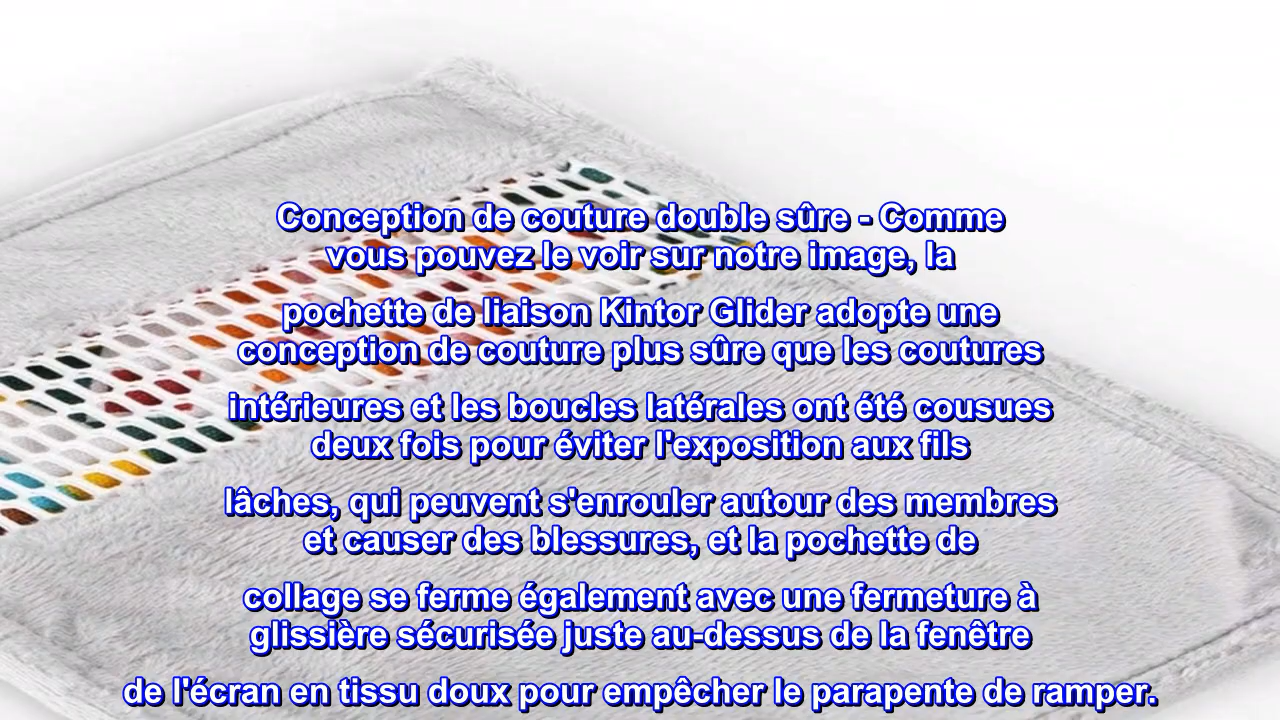 Conception de couture double sûre - Comme
vous pouvez le voir sur notre image, la
pochette de liaison Kintor Glider adopte une
conception de couture plus sûre que les coutures
intérieures et les boucles latérales ont été cousues
deux fois pour éviter l'exposition aux fils
lâches, qui peuvent s'enrouler autour des membres
et causer des blessures, et la pochette de
collage se ferme également avec une fermeture à
glissière sécurisée juste au-dessus de la fenêtre
de l'écran en tissu doux pour empêcher le parapente de ramper.